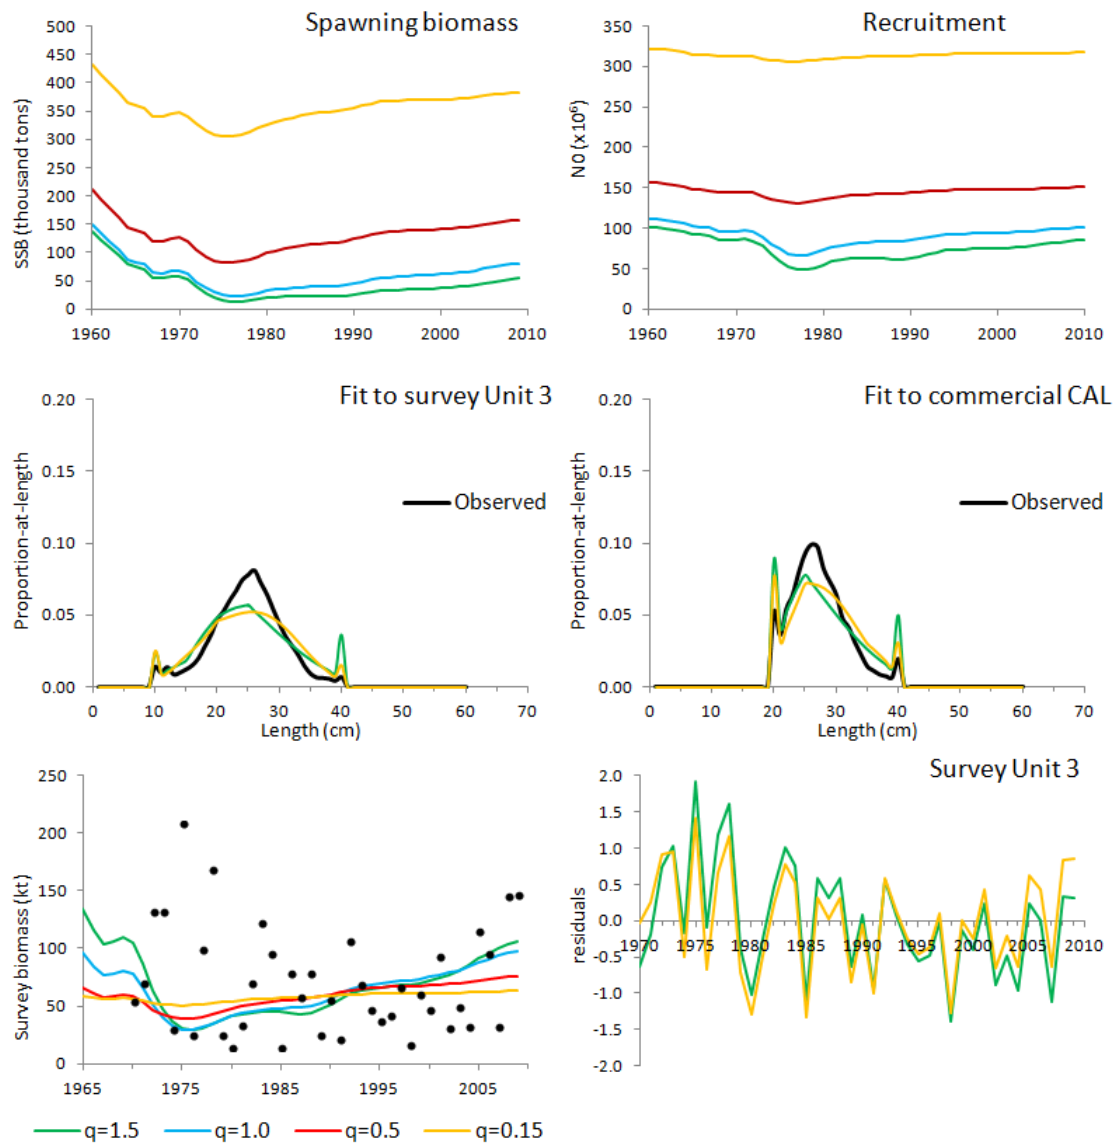 Spawning biomass
SSB (thousand tons)
500
450
400
350
300
250
200
150
100
50
0
1960 1970 1980 1990 2000 2010
Recruitment
N0 (x10⁶)
350
300
250
200
150
100
50
0
1960 1970 1980 1990 2000 2010
Fit to survey Unit 3
Proportion-at-length
0.20
0.15
0.10
0.05
0.00
Observed
0 10 20 30 40 50 60 70
Length (cm)
Fit to commercial CAL
Proportion-at-length
0.20
0.15
0.10
0.05
0.00
Observed
0 10 20 30 40 50 60 70
Length (cm)
Survey biomass (kt)
250
200
150
100
50
0
1965 1975 1985 1995 2005
Survey Unit 3
residuals
2.0
1.5
1.0
0.5
0.0
-0.5
-1.0
-1.5
-2.0
1970 1975 1980 1985 1990 1995 2000 2005 2010
q=1.5 q=1.0 q=0.5 q=0.15